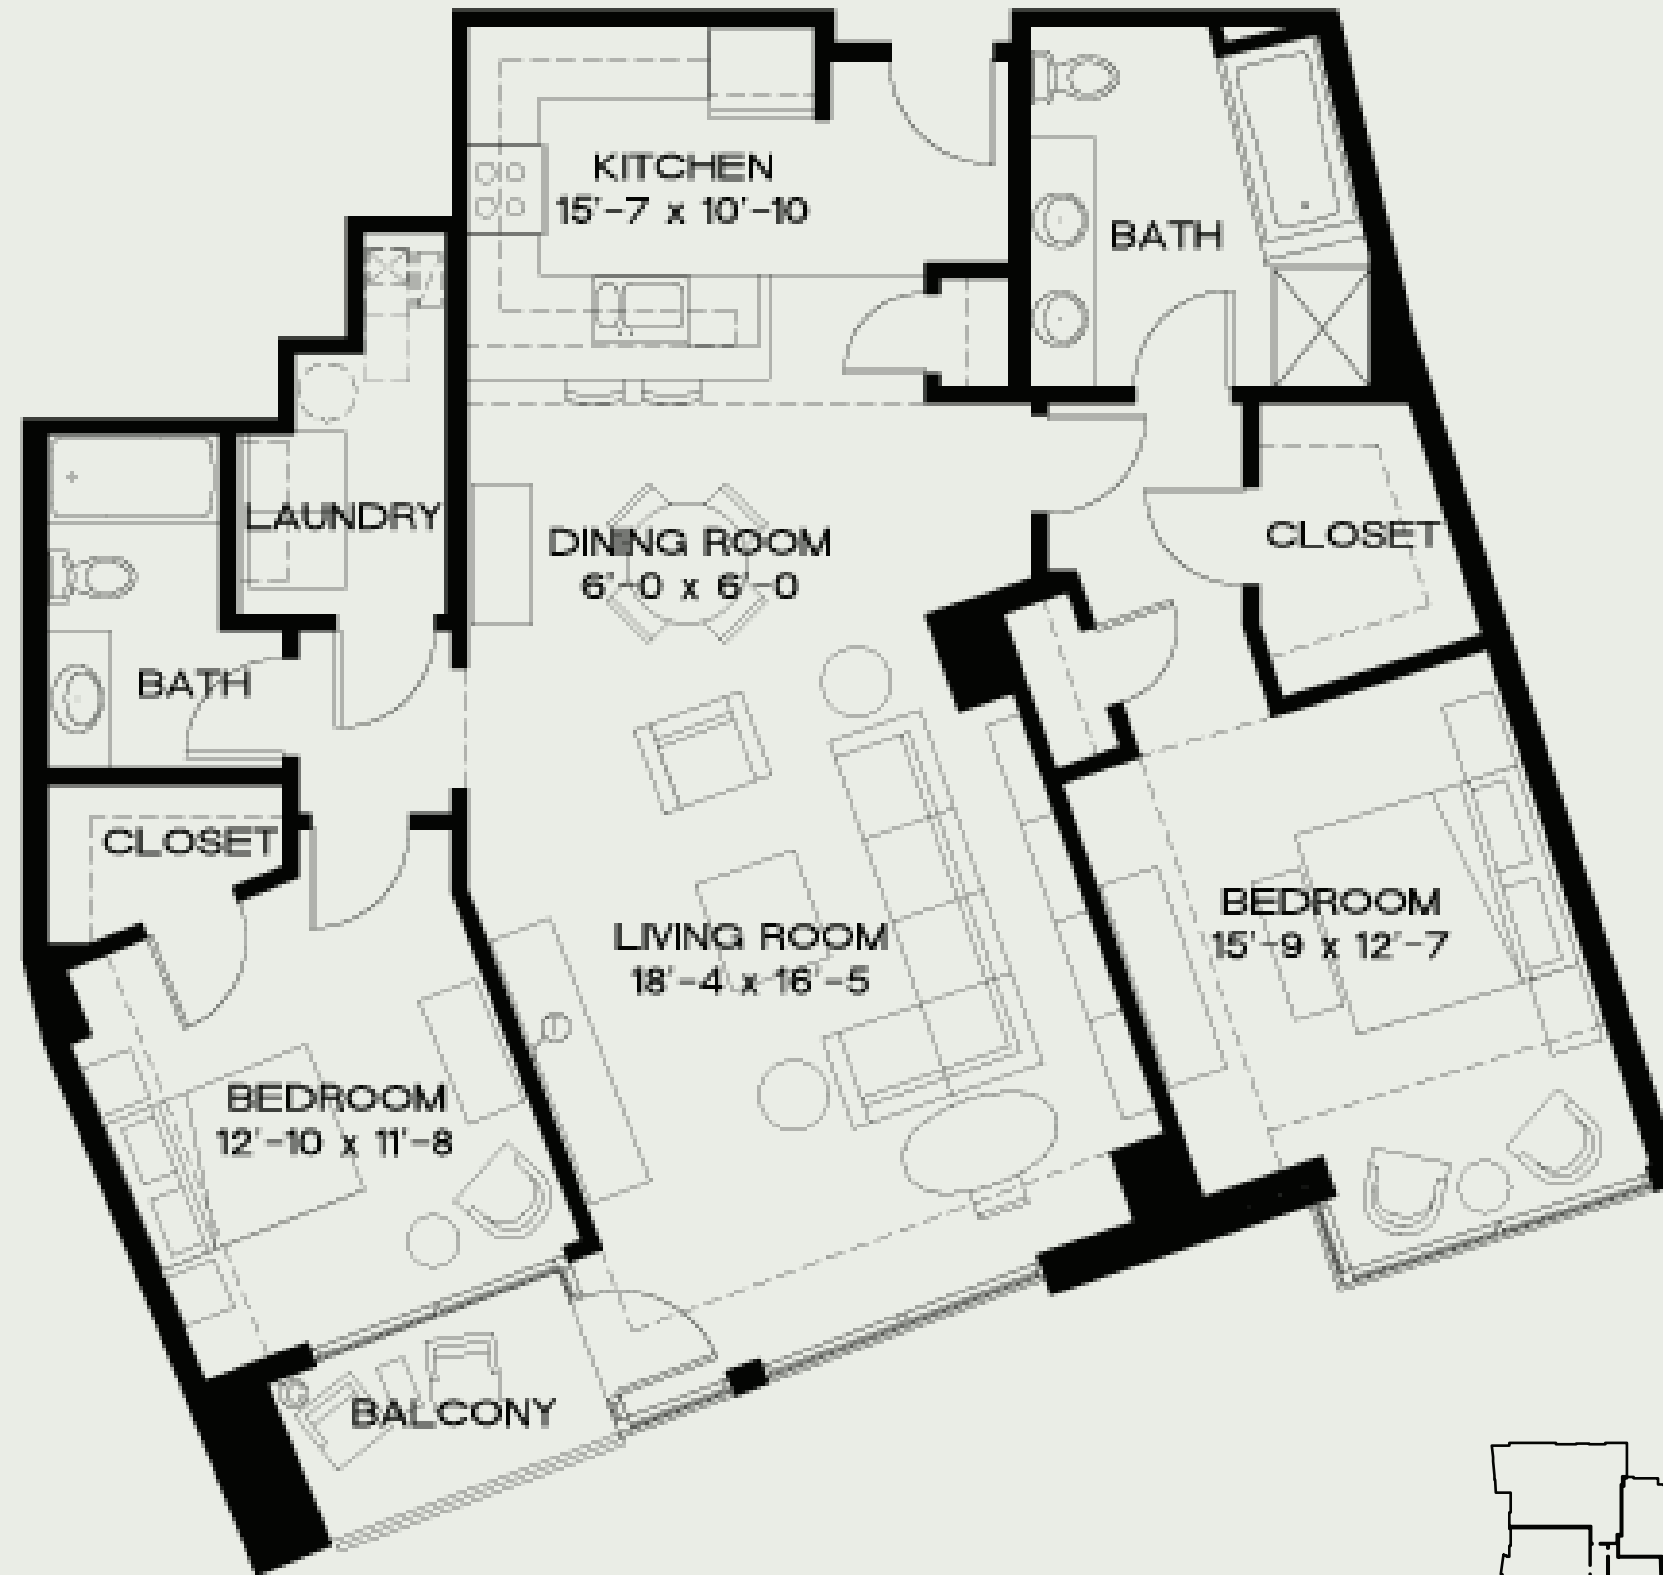 KITCHEN
15'-7 x 10'-10
BATH
LAUNDRY
DINING ROOM
6'-0 x 6'-0
CLOSET
BATH
CLOSET
LIVING ROOM
18'-4 x 16'-5
BEDROOM
15'-9 x 12'-7
BEDROOM
12'-10 x 11'-8
BALCONY